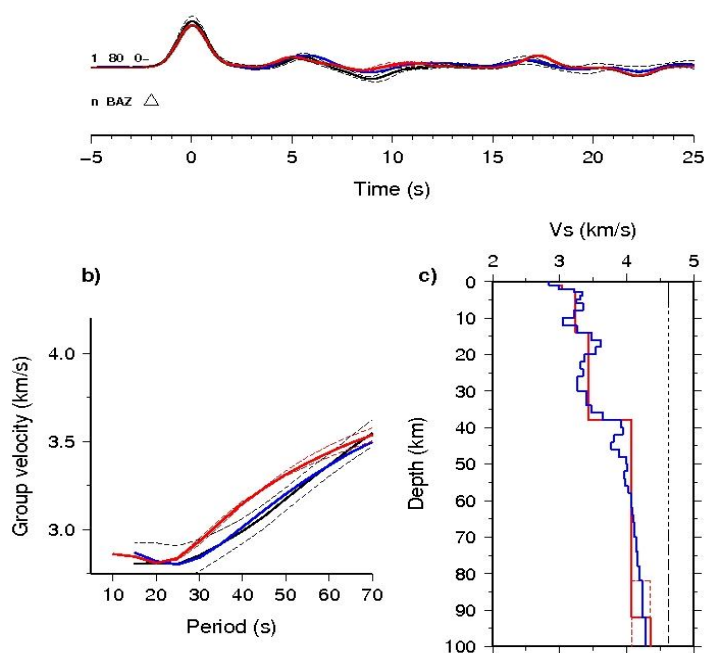 1 80 0
n BAZ △
-5 0 5 10 15 20 25
Time (s)
b)
4.0
3.5
3.0
Group velocity (km/s)
10 20 30 40 50 60 70
Period (s)
c)
Vs (km/s)
2 3 4 5
0
10
20
30
40
50
60
70
80
90
100
Depth (km)